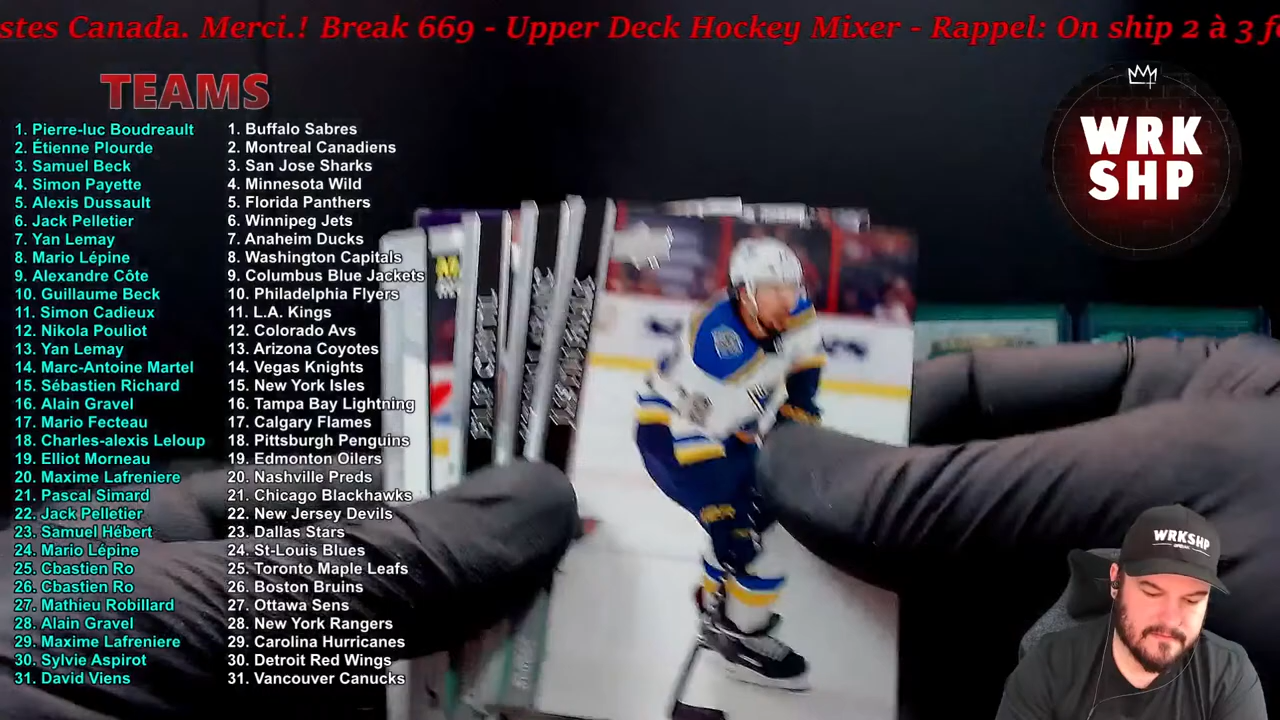 stes Canada. Merci.! Break 669 - Upper Deck Hockey Mixer - Rappel: On ship 2 à 3 f
TEAMS
1. Pierre-luc Boudreault
2. Étienne Plourde
3. Samuel Beck
4. Simon Payette
5. Alexis Dussault
6. Jack Pelletier
7. Yan Lemay
8. Mario Lépine
9. Alexandre Côte
10. Guillaume Beck
11. Simon Cadieux
12. Nikola Pouliot
13. Yan Lemay
14. Marc-Antoine Martel
15. Sébastien Richard
16. Alain Gravel
17. Mario Fecteau
18. Charles-alexis Leloup
19. Elliot Morneau
20. Maxime Lafreniere
21. Pascal Simard
22. Jack Pelletier
23. Samuel Hébert
24. Mario Lépine
25. Cbastien Ro
26. Cbastien Ro
27. Mathieu Robillard
28. Alain Gravel
29. Maxime Lafreniere
30. Sylvie Aspirot
31. David Viens
1. Buffalo Sabres
2. Montreal Canadiens
3. San Jose Sharks
4. Minnesota Wild
5. Florida Panthers
6. Winnipeg Jets
7. Anaheim Ducks
8. Washington Capitals
9. Columbus Blue Jackets
10. Philadelphia Flyers
11. L.A. Kings
12. Colorado Avs
13. Arizona Coyotes
14. Vegas Knights
15. New York Isles
16. Tampa Bay Lightning
17. Calgary Flames
18. Pittsburgh Penguins
19. Edmonton Oilers
20. Nashville Preds
21. Chicago Blackhawks
22. New Jersey Devils
23. Dallas Stars
24. St-Louis Blues
25. Toronto Maple Leafs
26. Boston Bruins
27. Ottawa Sens
28. New York Rangers
29. Carolina Hurricanes
30. Detroit Red Wings
31. Vancouver Canucks
WRK
SHP
WRKSHP